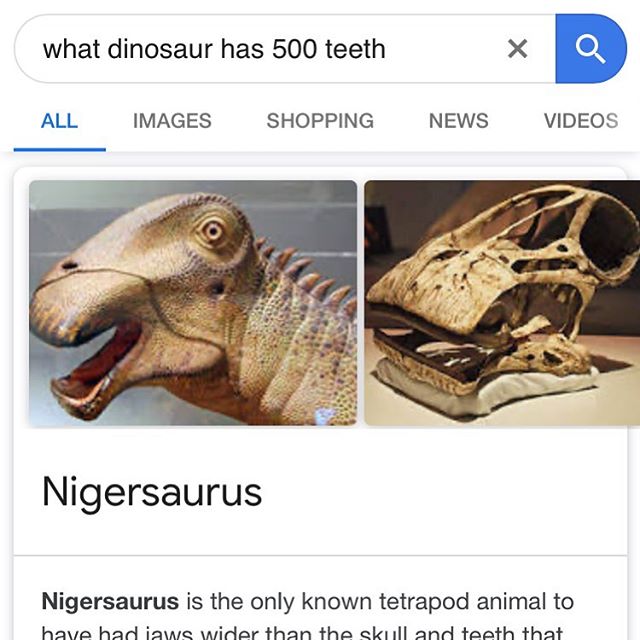 what dinosaur has 500 teeth
ALL IMAGES SHOPPING NEWS VIDEOS
Nigersaurus
Nigersaurus is the only known tetrapod animal to
have had jaws wider than the skull and teeth that